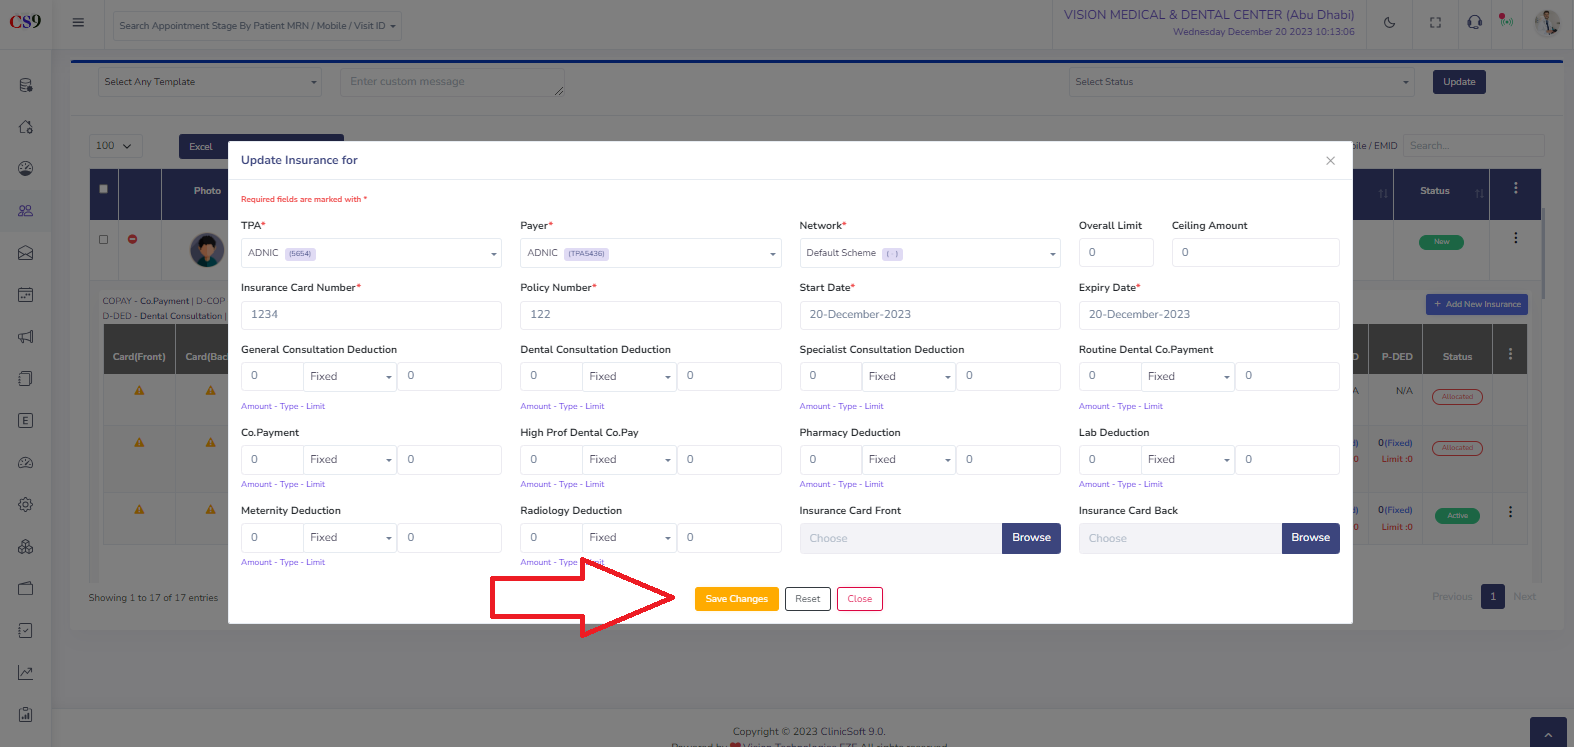 CS9
Search Appointment Stage By Patient MRN / Mobile / Visit ID
VISION MEDICAL & DENTAL CENTER (Abu Dhabi)
Wednesday December 20 2023 10:13:06
Select Any Template
Enter custom message
Select Status
Update
100
Excel
/ EMID
Search...
Photo
Status
New
Update Insurance for
Required fields are marked with *
TPA*
Payer*
Network*
Overall Limit
Ceiling Amount
ADNIC (5654)
ADNIC (TPA5436)
Default Scheme ( - )
0
0
Insurance Card Number*
Policy Number*
Start Date*
Expiry Date*
1234
122
20-December-2023
20-December-2023
General Consultation Deduction
Dental Consultation Deduction
Specialist Consultation Deduction
Routine Dental Co.Payment
0 Fixed 0
0 Fixed 0
0 Fixed 0
0 Fixed 0
Amount - Type - Limit
Amount - Type - Limit
Amount - Type - Limit
Amount - Type - Limit
Co.Payment
High Prof Dental Co.Pay
Pharmacy Deduction
Lab Deduction
0 Fixed 0
0 Fixed 0
0 Fixed 0
0 Fixed 0
Amount - Type - Limit
Amount - Type - Limit
Amount - Type - Limit
Amount - Type - Limit
Meternity Deduction
Radiology Deduction
Insurance Card Front
Insurance Card Back
0 Fixed 0
0 Fixed 0
Choose Browse
Choose Browse
Amount - Type - Limit
Amount - Type - Limit
Save Changes
Reset
Close
COPAY - Co.Payment | D-COP
D-DED - Dental Consultation |
+ Add New Insurance
Card(Front)
P-DED
Status
N/A
Allocated
0(Fixed)
Limit :0
Allocated
0(Fixed)
Limit :0
Active
Showing 1 to 17 of 17 entries
Previous
1
Next
Copyright © 2023 ClinicSoft 9.0.